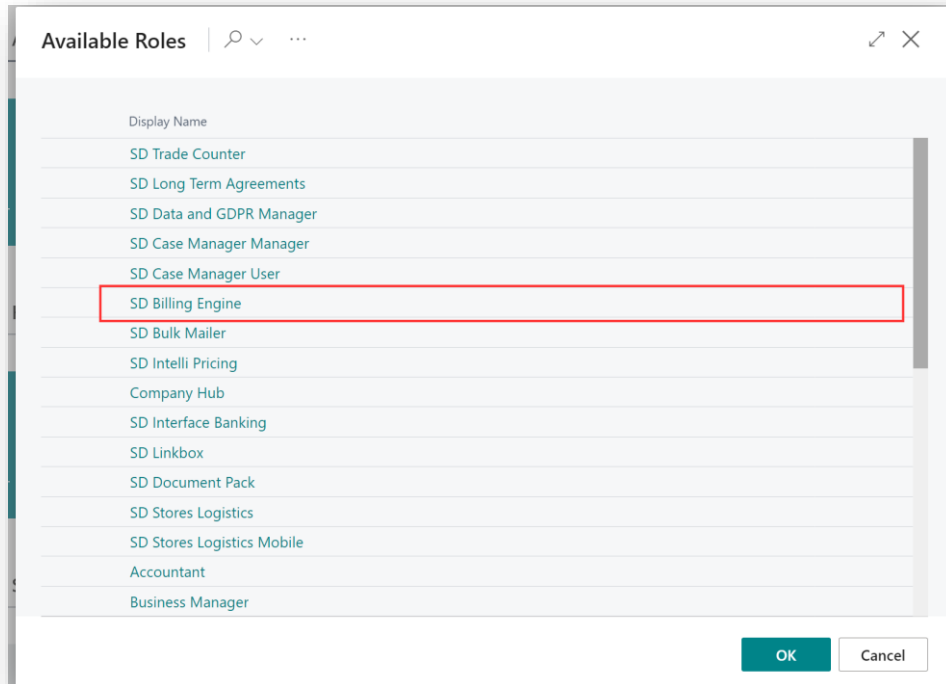 Available Roles
Display Name
SD Trade Counter
SD Long Term Agreements
SD Data and GDPR Manager
SD Case Manager Manager
SD Case Manager User
SD Billing Engine
SD Bulk Mailer
SD Intelli Pricing
Company Hub
SD Interface Banking
SD Linkbox
SD Document Pack
SD Stores Logistics
SD Stores Logistics Mobile
Accountant
Business Manager
OK Cancel